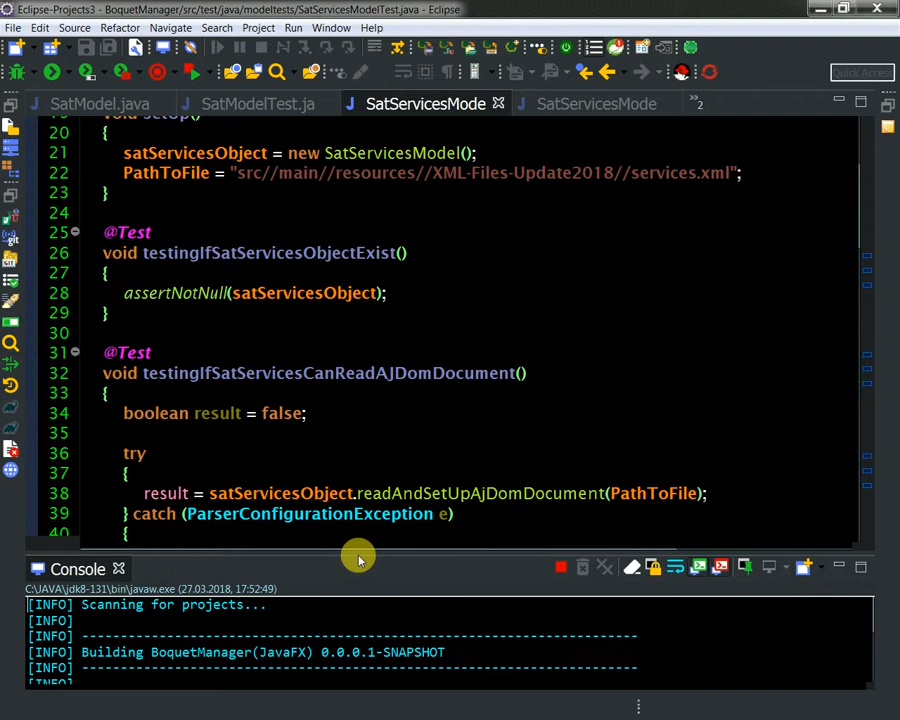 Eclipse-Projects3 - BoquetManager/src/test/java/modeltests/SatServicesModelTest.java - Eclipse
File Edit Source Refactor Navigate Search Project Run Window Help
Quick Access
SatModel.java SatModelTest.ja SatServicesMode SatServicesMode »2
void setup()
20 {
21 satServicesObject = new SatServicesModel();
22 PathToFile = "src//main//resources//XML-Files-Update2018//services.xml";
23 }
24
25 @Test
26 void testingIfSatServicesObjectExist()
27 {
28 assertNotNull(satServicesObject);
29 }
30
31 @Test
32 void testingIfSatServicesCanReadAJDomDocument()
33 {
34 boolean result = false;
35
36 try
37 {
38 result = satServicesObject.readAndSetUpAjDomDocument(PathToFile);
39 } catch (ParserConfigurationException e)
40 {
Console
C:\JAVA\jdk8-131\bin\javaw.exe (27.03.2018, 17:52:49)
[INFO] Scanning for projects...
[INFO]
[INFO] ------------------------------------------------------------------------
[INFO] Building BoquetManager(JavaFX) 0.0.0.1-SNAPSHOT
[INFO] ------------------------------------------------------------------------